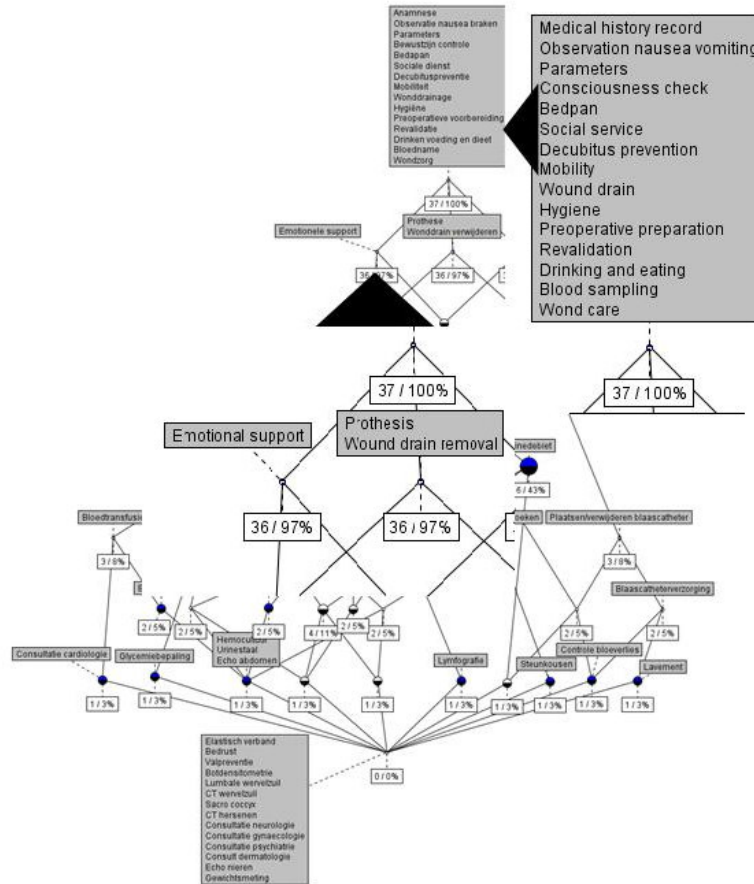 Anamnese
Observatie nausea braken
Parameters
Bewustzijn controle
Bedapan
Sociale dienst
Decubituspreventie
Mobiliteit
Wonddrainage
Hygiëne
Preoperatieve voorbereiding
Revalidatie
Drinken voeding en dieet
Bloedname
Wondzorg
Medical history record
Observation nausea vomiting
Parameters
Consciousness check
Bedpan
Social service
Decubitus prevention
Mobility
Wound drain
Hygiene
Preoperative preparation
Revalidation
Drinking and eating
Blood sampling
Wond care
37 / 100%
Emotionele support
Prothese
Wonddrain verwijderen
36 / 97%
36 / 97%
37 / 100%
37 / 100%
Emotional support
Prothesis
Wound drain removal
inedebiet
6 / 43%
36 / 97%
36 / 97%
Bloedtransfusie
oeken
Plaatsen/verwijderen blaascatheter
3 / 8%
3 / 8%
Blaascatheterverzorging
2 / 5%
2 / 5%
2 / 5%
4 / 11%
2 / 5%
2 / 5%
2 / 5%
2 / 5%
Consultatie cardiologie
Glycemiebepaling
Hemocultuur
Urinestaal
Echo abdomen
Lymfografie
Steunkousen
Controle bloeverlies
Lavement
1 / 3%
1 / 3%
1 / 3%
1 / 3%
1 / 3%
1 / 3%
1 / 3%
1 / 3%
1 / 3%
1 / 3%
0 / 0%
Elastisch verband
Bedrust
Valpreventie
Botdensitometrie
Lumbale wervelzuil
CT wervelzuil
Sacro coccyx
CT hersenen
Consultatie neurologie
Consultatie gynaecologie
Consultatie psychiatrie
Consult dermatologie
Echo nieren
Gewichtsmeting